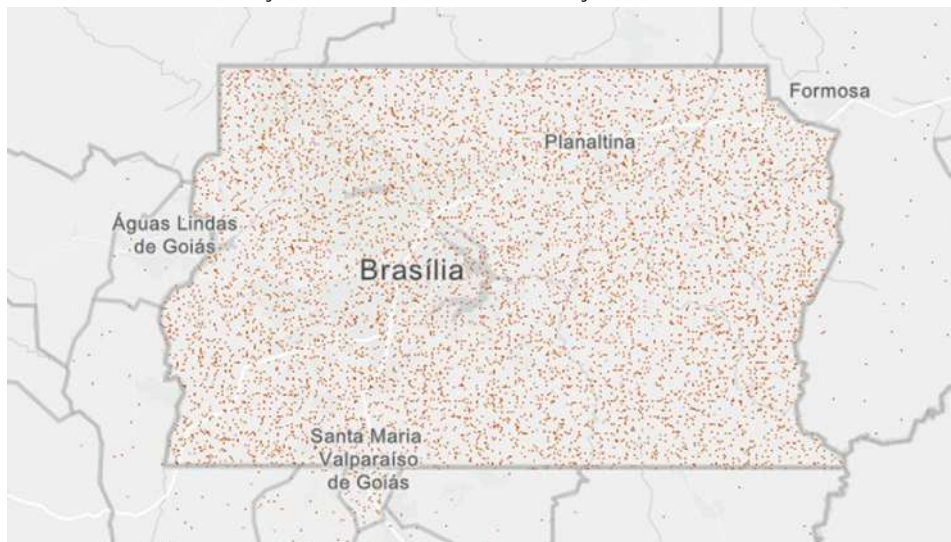 Formosa
Planaltina
Águas Lindas
de Goiás
Brasília
Santa Maria
Valparaíso
de Goiás